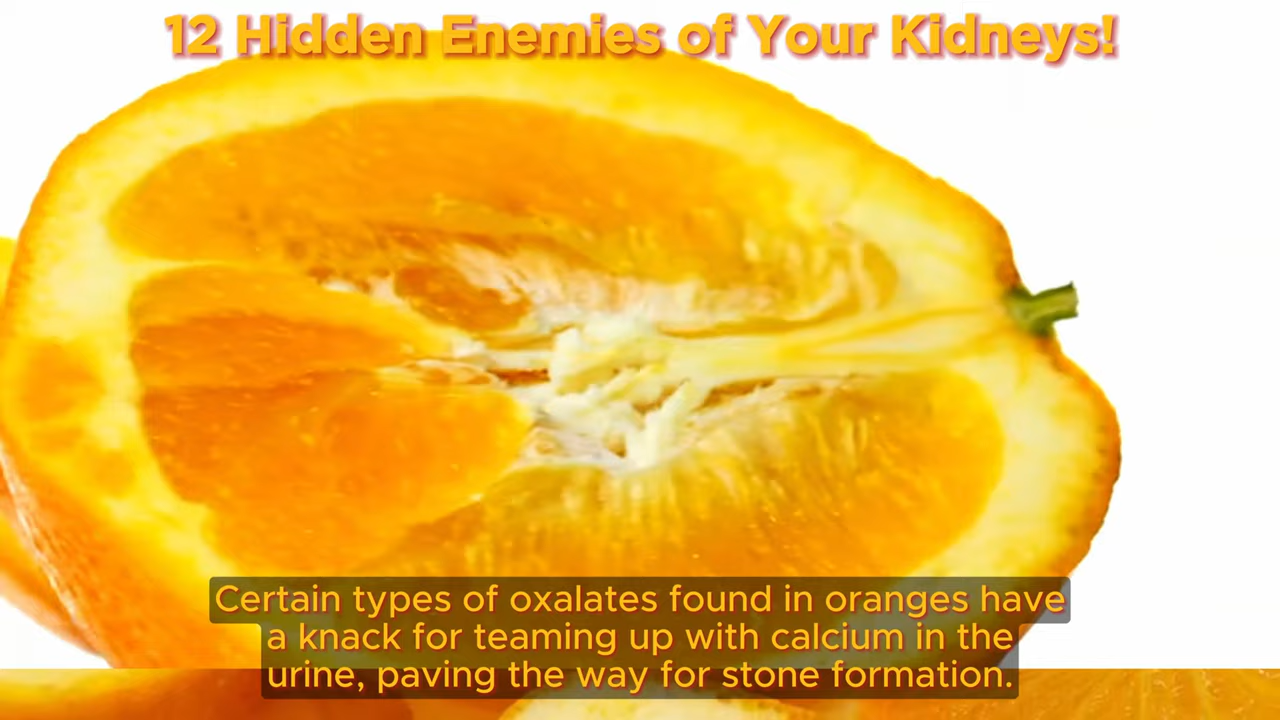 12 Hidden Enemies of Your Kidneys!
Certain types of oxalates found in oranges have
a knack for teaming up with calcium in the
urine, paving the way for stone formation.